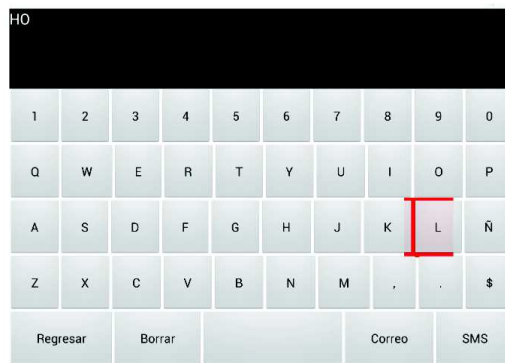 HO
1 2 3 4 5 6 7 8 9 0
Q W E R T Y U I O P
A S D F G H J K L Ñ
Z X C V B N M , . $
Regresar Borrar Correo SMS